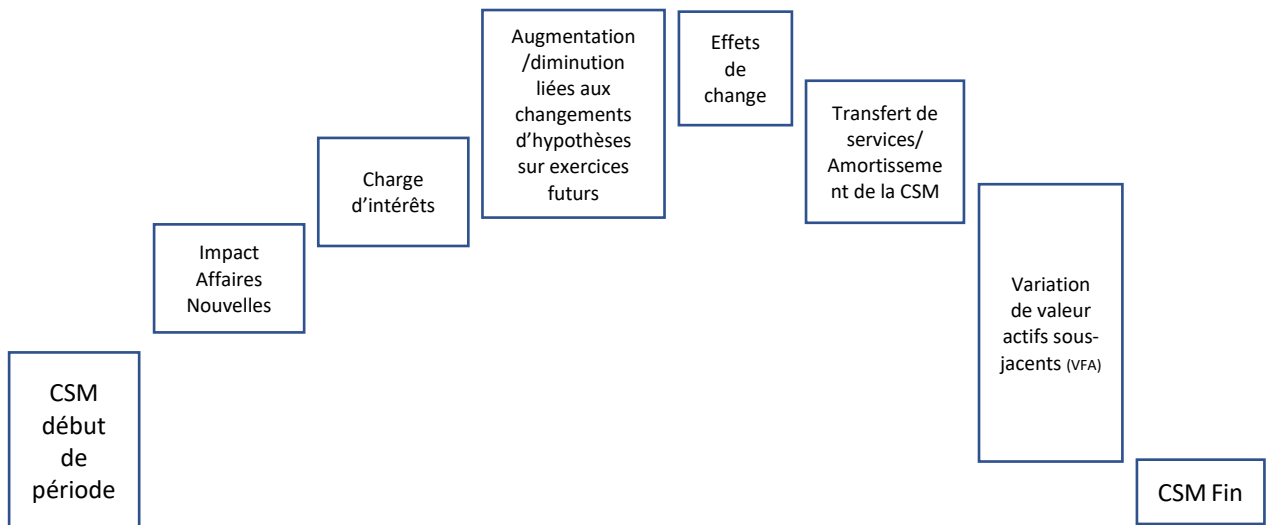 CSM
début
de
période
Impact
Affaires
Nouvelles
Charge
d’intérêts
Augmentation
/diminution
liées aux
changements
d’hypothèses
sur exercices
futurs
Effets
de
change
Transfert de
services/
Amortisseme
nt de la CSM
Variation
de valeur
actifs sous-
jacents (VFA)
CSM Fin